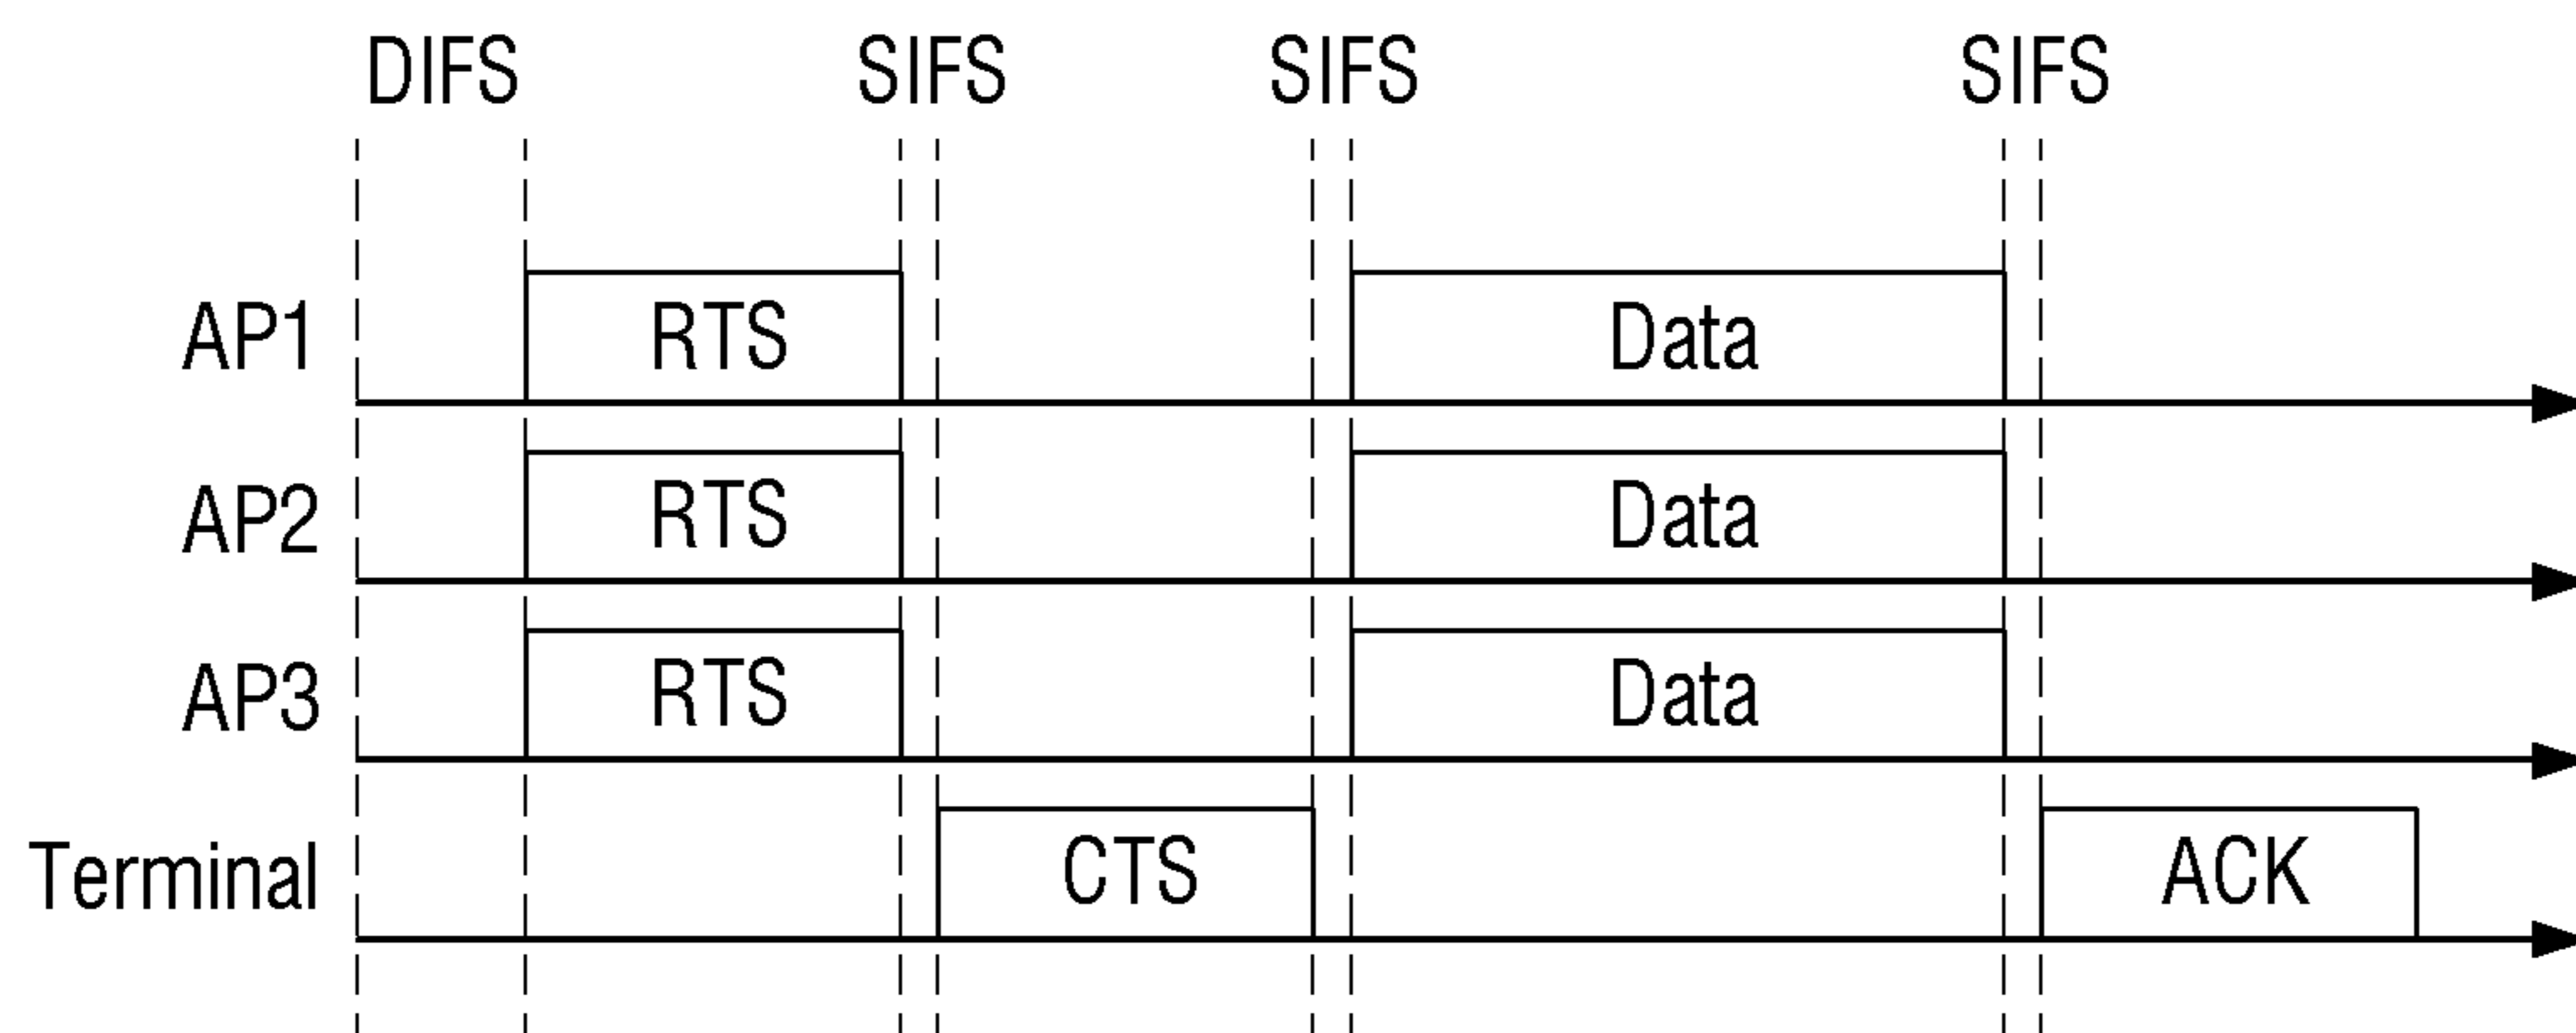 DIFS SIFS SIFS SIFS
AP1 RTS Data
AP2 RTS Data
AP3 RTS Data
Terminal CTS ACK